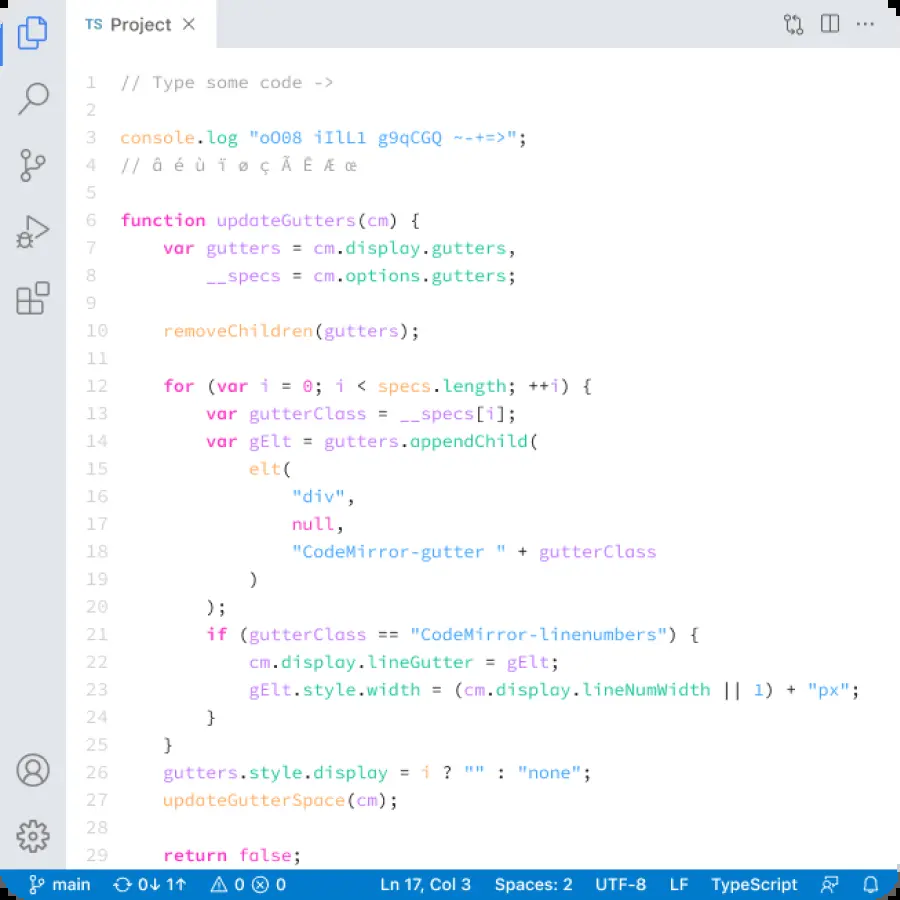 TS Project
1 // Type some code ->
2
3 console.log "oO08 iIlL1 g9qCGQ ~-+=>";
4 // â é ù ï ø ç Ã Ê Æ œ
5
6 function updateGutters(cm) {
7     var gutters = cm.display.gutters,
8         __specs = cm.options.gutters;
9
10     removeChildren(gutters);
11
12     for (var i = 0; i < specs.length; ++i) {
13         var gutterClass = __specs[i];
14         var gElt = gutters.appendChild(
15             elt(
16                 "div",
17                 null,
18                 "CodeMirror-gutter " + gutterClass
19             )
20         );
21         if (gutterClass == "CodeMirror-linenumbers") {
22             cm.display.lineGutter = gElt;
23             gElt.style.width = (cm.display.lineNumWidth || 1) + "px";
24         }
25     }
26     gutters.style.display = i ? "" : "none";
27     updateGutterSpace(cm);
28
29     return false;
main 0↓ 1↑ 0 0 Ln 17, Col 3 Spaces: 2 UTF-8 LF TypeScript